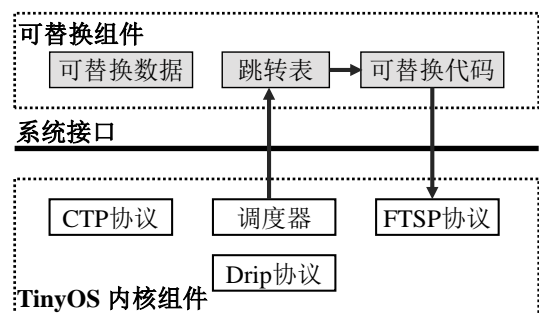 可替换组件
可替换数据 跳转表 可替换代码
系统接口
CTP协议 调度器 FTSP协议
Drip协议
TinyOS 内核组件